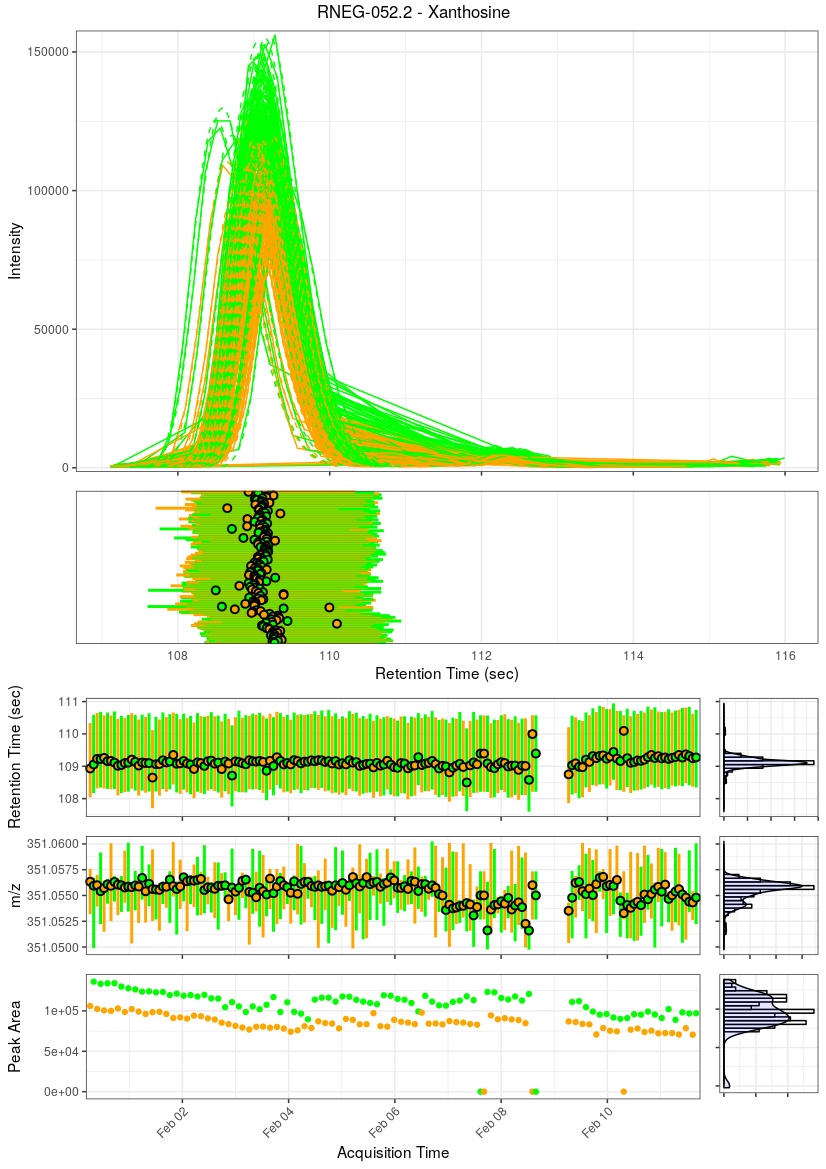 RNEG-052.2 - Xanthosine
Intensity
150000
100000
50000
0
108
110
112
114
116
Retention Time (sec)
Retention Time (sec)
111
110
109
108
m/z
351.0600
351.0575
351.0550
351.0525
351.0500
Peak Area
1e+05
5e+04
0e+00
Feb 02
Feb 04
Feb 06
Feb 08
Feb 10
Acquisition Time